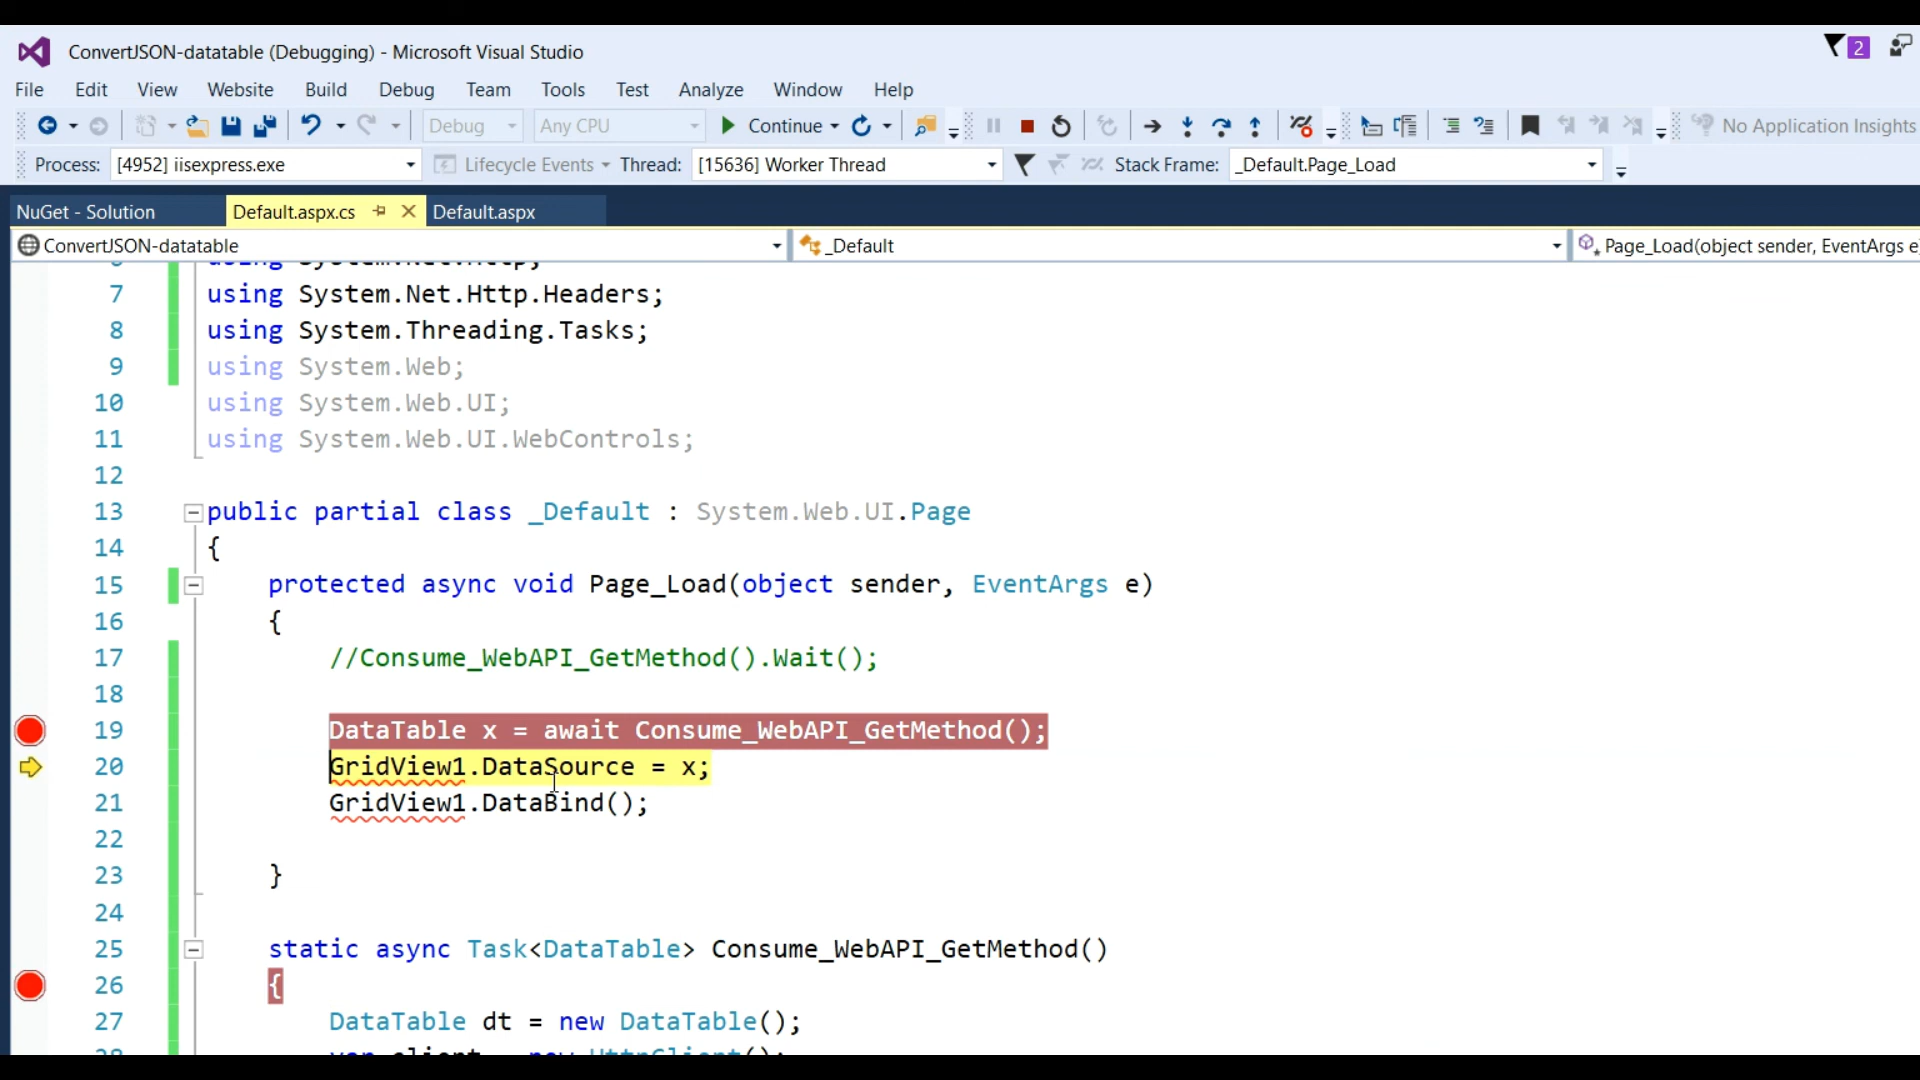 ConvertJSON-datatable (Debugging) - Microsoft Visual Studio
2
File Edit View Website Build Debug Team Tools Test Analyze Window Help
Debug Any CPU Continue No Application Insights
Process: [4952] iisexpress.exe Lifecycle Events Thread: [15636] Worker Thread Stack Frame: _Default.Page_Load
NuGet - Solution Default.aspx.cs Default.aspx
ConvertJSON-datatable _Default Page_Load(object sender, EventArgs e
7 using System.Net.Http.Headers;
8 using System.Threading.Tasks;
9 using System.Web;
10 using System.Web.UI;
11 using System.Web.UI.WebControls;
12
13 public partial class _Default : System.Web.UI.Page
14 {
15 protected async void Page_Load(object sender, EventArgs e)
16 {
17 //Consume_WebAPI_GetMethod().Wait();
18
19 DataTable x = await Consume_WebAPI_GetMethod();
20 GridView1.DataSource = x;
21 GridView1.DataBind();
22
23 }
24
25 static async Task<DataTable> Consume_WebAPI_GetMethod()
26 {
27 DataTable dt = new DataTable();